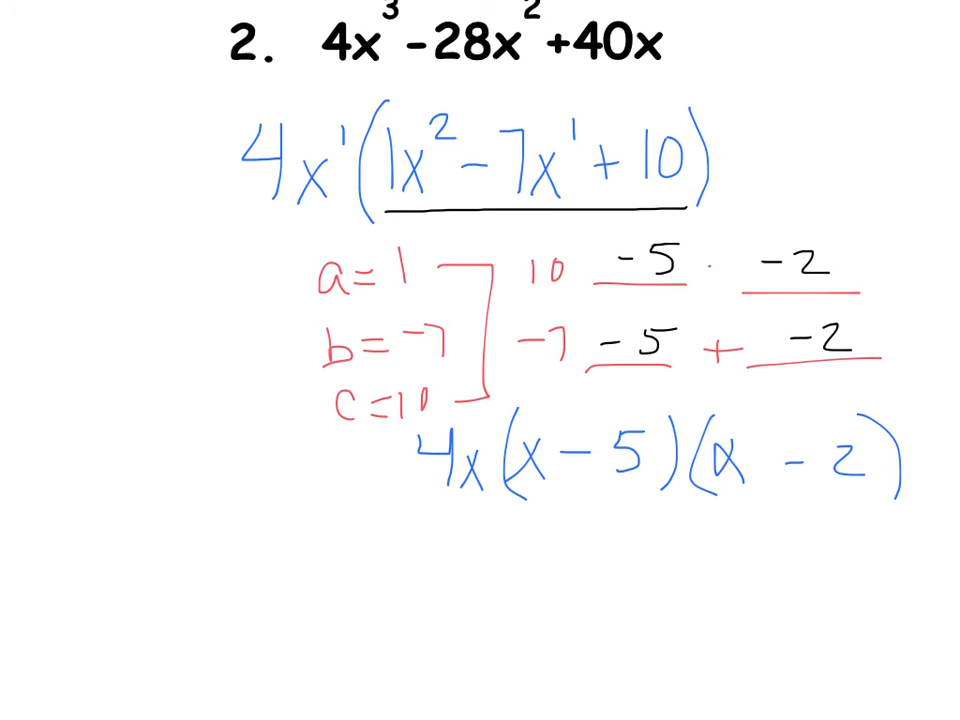 2. 4x³-28x²+40x
4x¹(1x²-7x¹+10)
a=1 10 -5 · -2
b=-7 -7 -5 + -2
c=10
4x(x-5)(x-2)